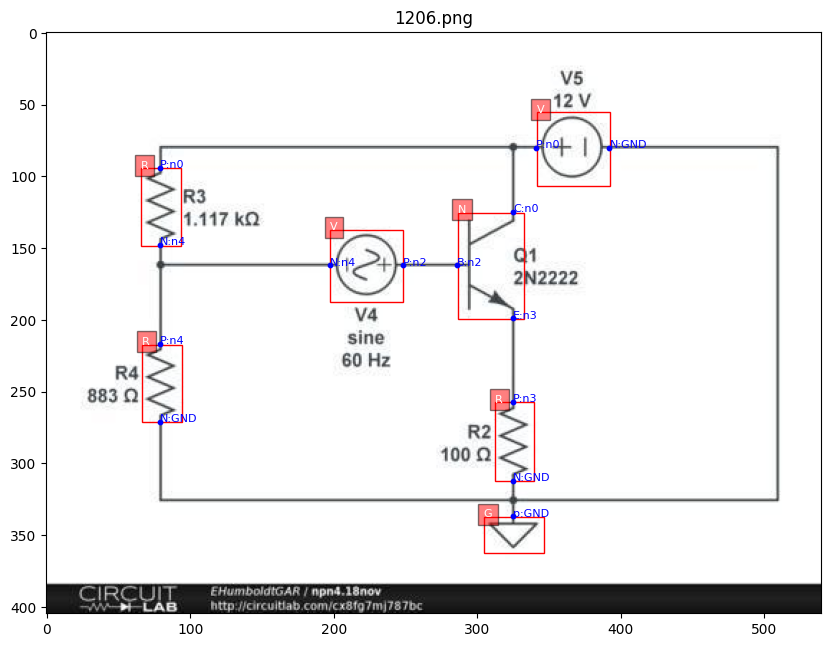 1206.png
0
50
100
150
200
250
300
350
400
0
100
200
300
400
500
V5
12 V
V
P:n0
N:GND
R
P:n0
R3
1.117 kΩ
N:n4
V
N:n4
P:n2
V4
sine
60 Hz
N
C:n0
B:n2
Q1
2N2222
E:n3
R
P:n4
R4
883 Ω
N:GND
R
P:n3
R2
100 Ω
N:GND
G
p:GND
CIRCUIT
LAB
EHumboldtGAR / npn4.18nov
http://circuitlab.com/cx8fg7mj787bc